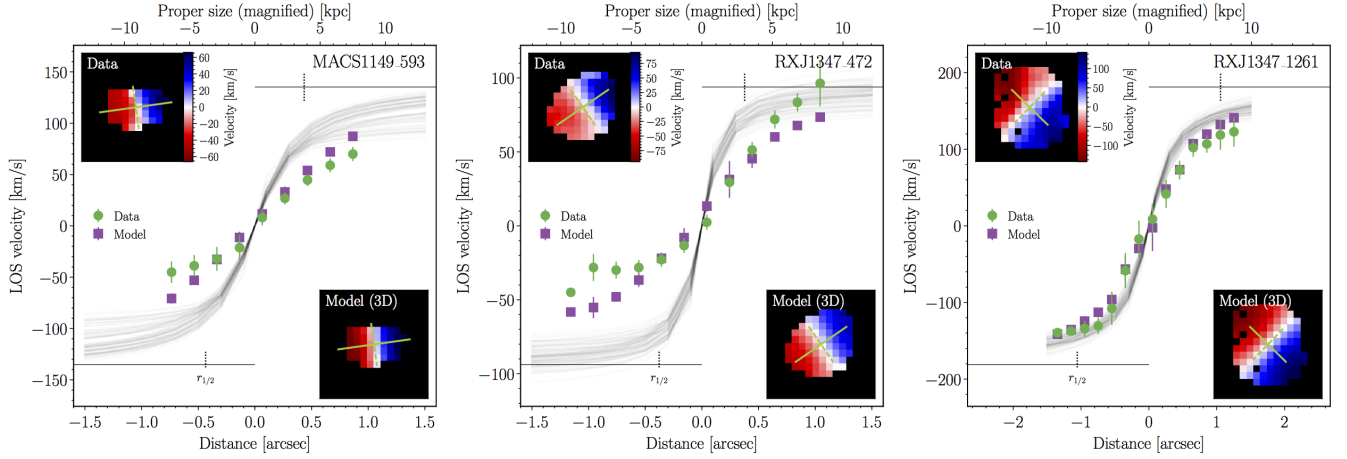 Proper size (magnified) [kpc]
−10 −5 0 5 10
Data
MACS1149_593
60
40
20
0
−20
−40
−60
Velocity [km/s]
150
100
50
0
−50
−100
−150
LOS velocity [km/s]
Data
Model
Model (3D)
r1/2
−1.5 −1.0 −0.5 0.0 0.5 1.0 1.5
Distance [arcsec]
Proper size (magnified) [kpc]
−10 −5 0 5 10
Data
RXJ1347_472
75
50
25
0
−25
−50
−75
Velocity [km/s]
100
50
0
−50
−100
LOS velocity [km/s]
Data
Model
Model (3D)
r1/2
−1.5 −1.0 −0.5 0.0 0.5 1.0 1.5
Distance [arcsec]
Proper size (magnified) [kpc]
−10 0 10
Data
RXJ1347_1261
100
50
0
−50
−100
Velocity [km/s]
200
100
0
−100
−200
LOS velocity [km/s]
Data
Model
Model (3D)
r1/2
−2 −1 0 1 2
Distance [arcsec]